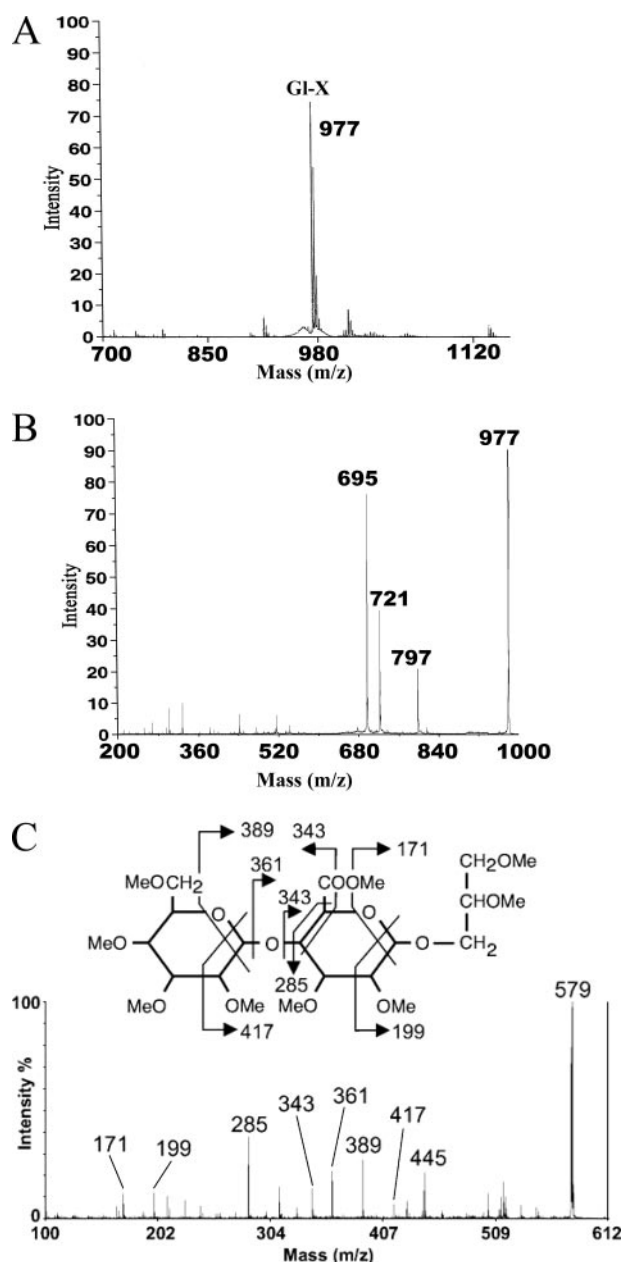 A
Intensity
100
90
80
70
60
50
40
30
20
10
0
Gl-X
977
700 850 980 1120
Mass (m/z)
B
Intensity
100
90
80
70
60
50
40
30
20
10
0
695
721
797
977
200 360 520 680 840 1000
Mass (m/z)
C
389 343 171
MeOCH2 361 COOMe CH2OMe
343 CHOMe
MeO O O O O CH2
285
MeO OMe MeO OMe
417 199
Intensity %
100
0
171 199 285 343 361 389 417 445 579
100 202 304 407 509 612
Mass (m/z)